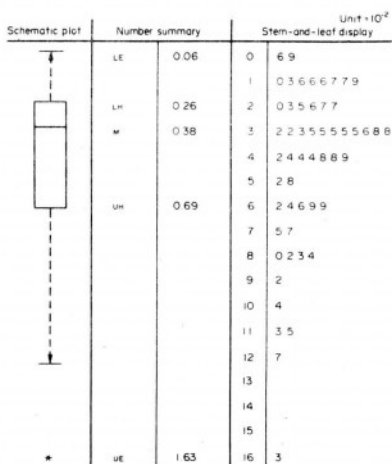 Unit = 10⁻²
Schematic plot Number summary Stem-and-leaf display
LE 0.06 0 6 9
1 0 3 6 6 6 7 7 9
LH 0.26 2 0 3 5 6 7 7
M 0.38 3 2 2 3 5 5 5 5 5 6 8 8
4 2 4 4 4 8 8 9
5 2 8
UH 0.69 6 2 4 6 9 9
7 5 7
8 0 2 3 4
9 2
10 4
11 3 5
12 7
13
14
15
* UE 1.63 16 3